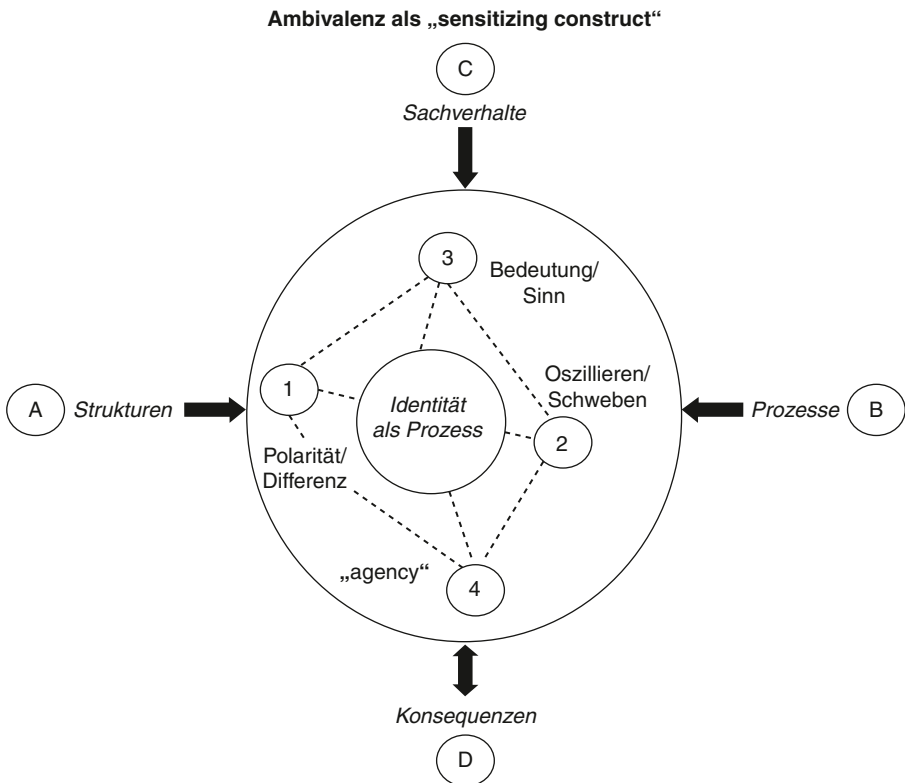 Ambivalenz als „sensitizing construct“
C
Sachverhalte
3
Bedeutung/
Sinn
1
Oszillieren/
Schweben
A
Strukturen
Identität
als Prozess
Prozesse
B
2
Polarität/
Differenz
„agency“
4
Konsequenzen
D